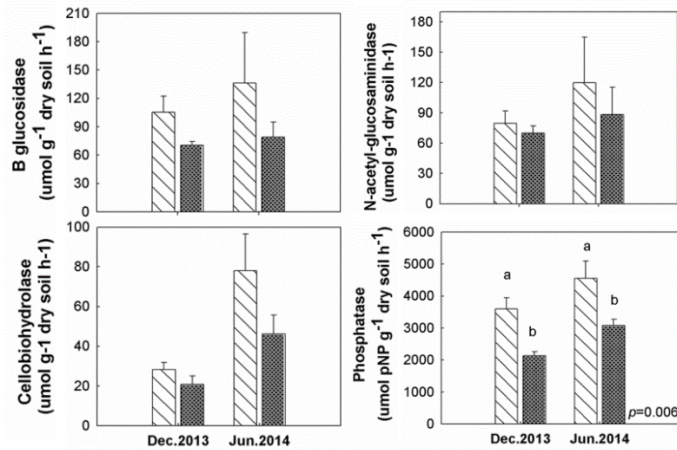 B glucosidase
(umol g-1 dry soil h-1)
210
180
150
120
90
60
30
0
N-acetyl-glucosaminidase
(umol g-1 dry soil h-1)
180
150
120
90
60
30
0
Cellobiohydrolase
(umol g-1 dry soil h-1)
100
80
60
40
20
0
Dec.2013 Jun.2014
Phosphatase
(umol pNP g-1 dry soil h-1)
6000
5000
4000
3000
2000
1000
0
a
b
a
b
p=0.006
Dec.2013 Jun.2014